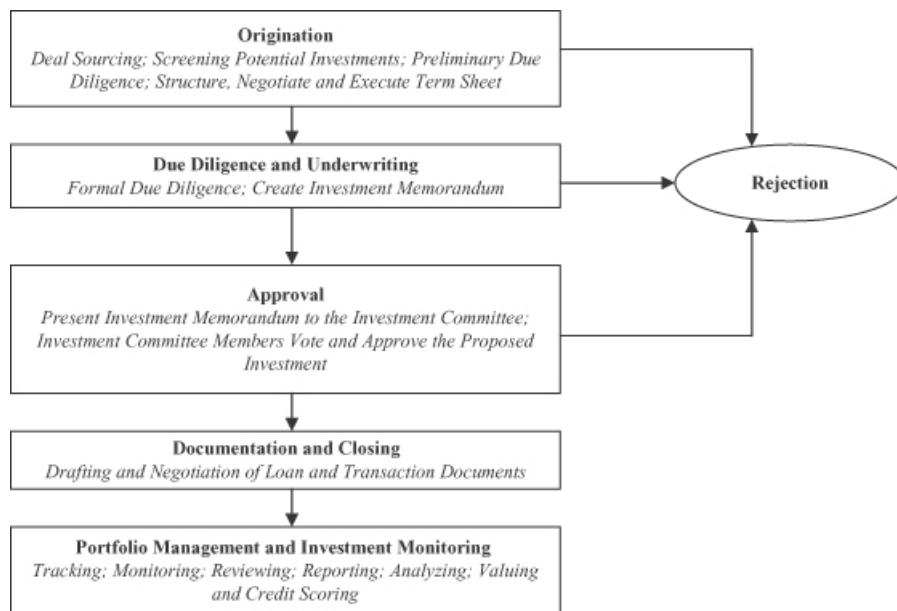 Origination
Deal Sourcing; Screening Potential Investments; Preliminary Due
Diligence; Structure, Negotiate and Execute Term Sheet
Due Diligence and Underwriting
Formal Due Diligence; Create Investment Memorandum
Rejection
Approval
Present Investment Memorandum to the Investment Committee;
Investment Committee Members Vote and Approve the Proposed
Investment
Documentation and Closing
Drafting and Negotiation of Loan and Transaction Documents
Portfolio Management and Investment Monitoring
Tracking; Monitoring; Reviewing; Reporting; Analyzing; Valuing
and Credit Scoring